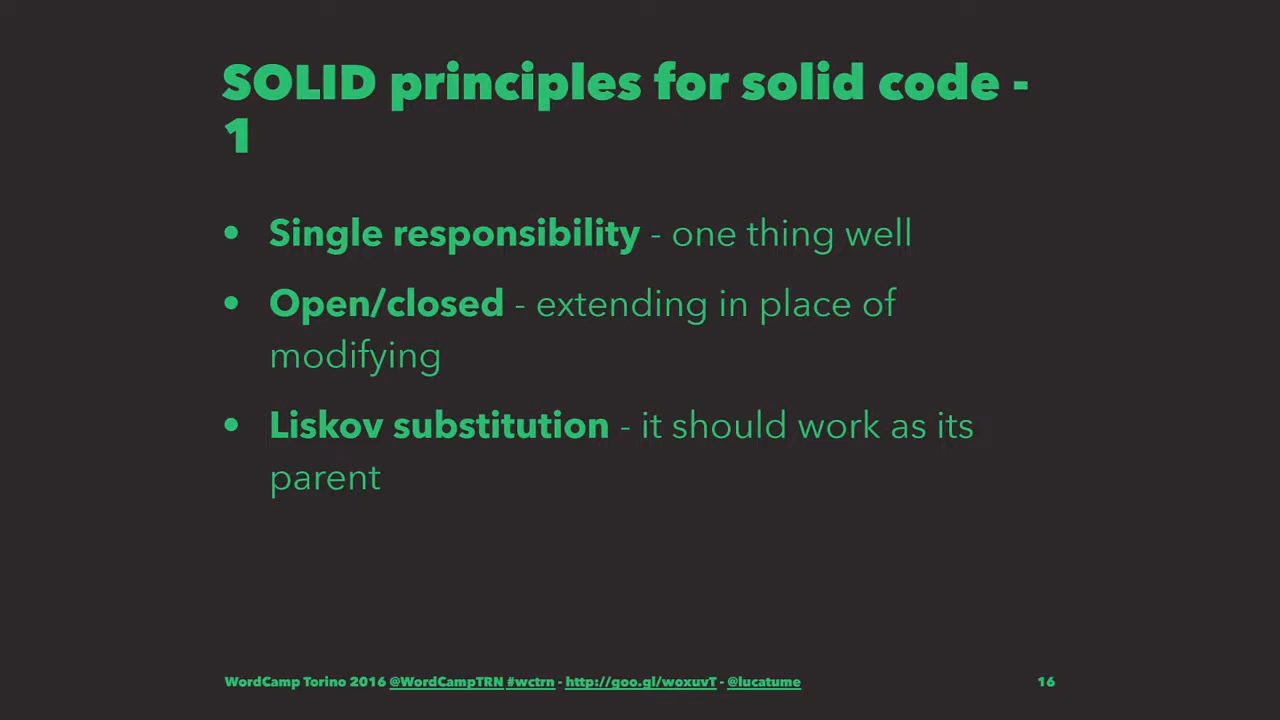 SOLID principles for solid code -
1
• Single responsibility - one thing well
• Open/closed - extending in place of
modifying
• Liskov substitution - it should work as its
parent
WordCamp Torino 2016 @WordCampTRN #wctrn - http://goo.gl/woxuvT - @lucatume 16